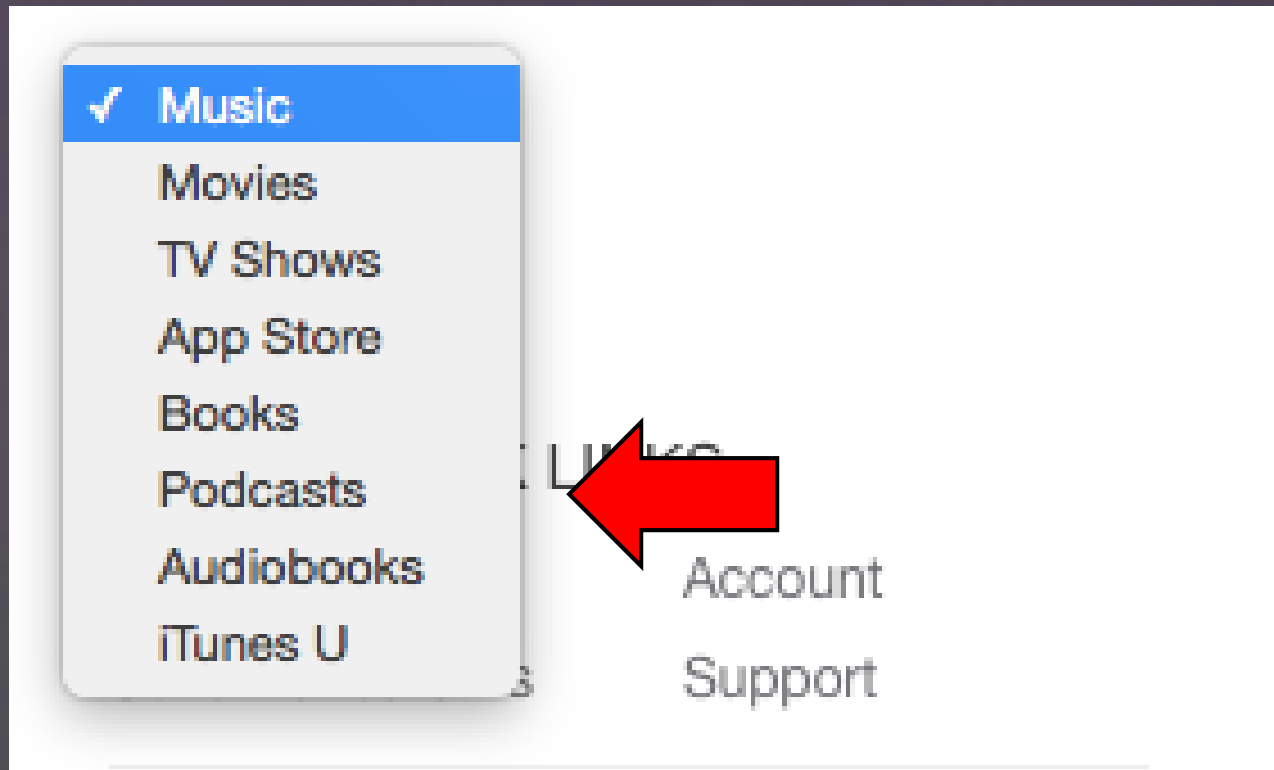 ✓ Music
Movies
TV Shows
App Store
Books
Podcasts
Audiobooks
iTunes U
Account
Support